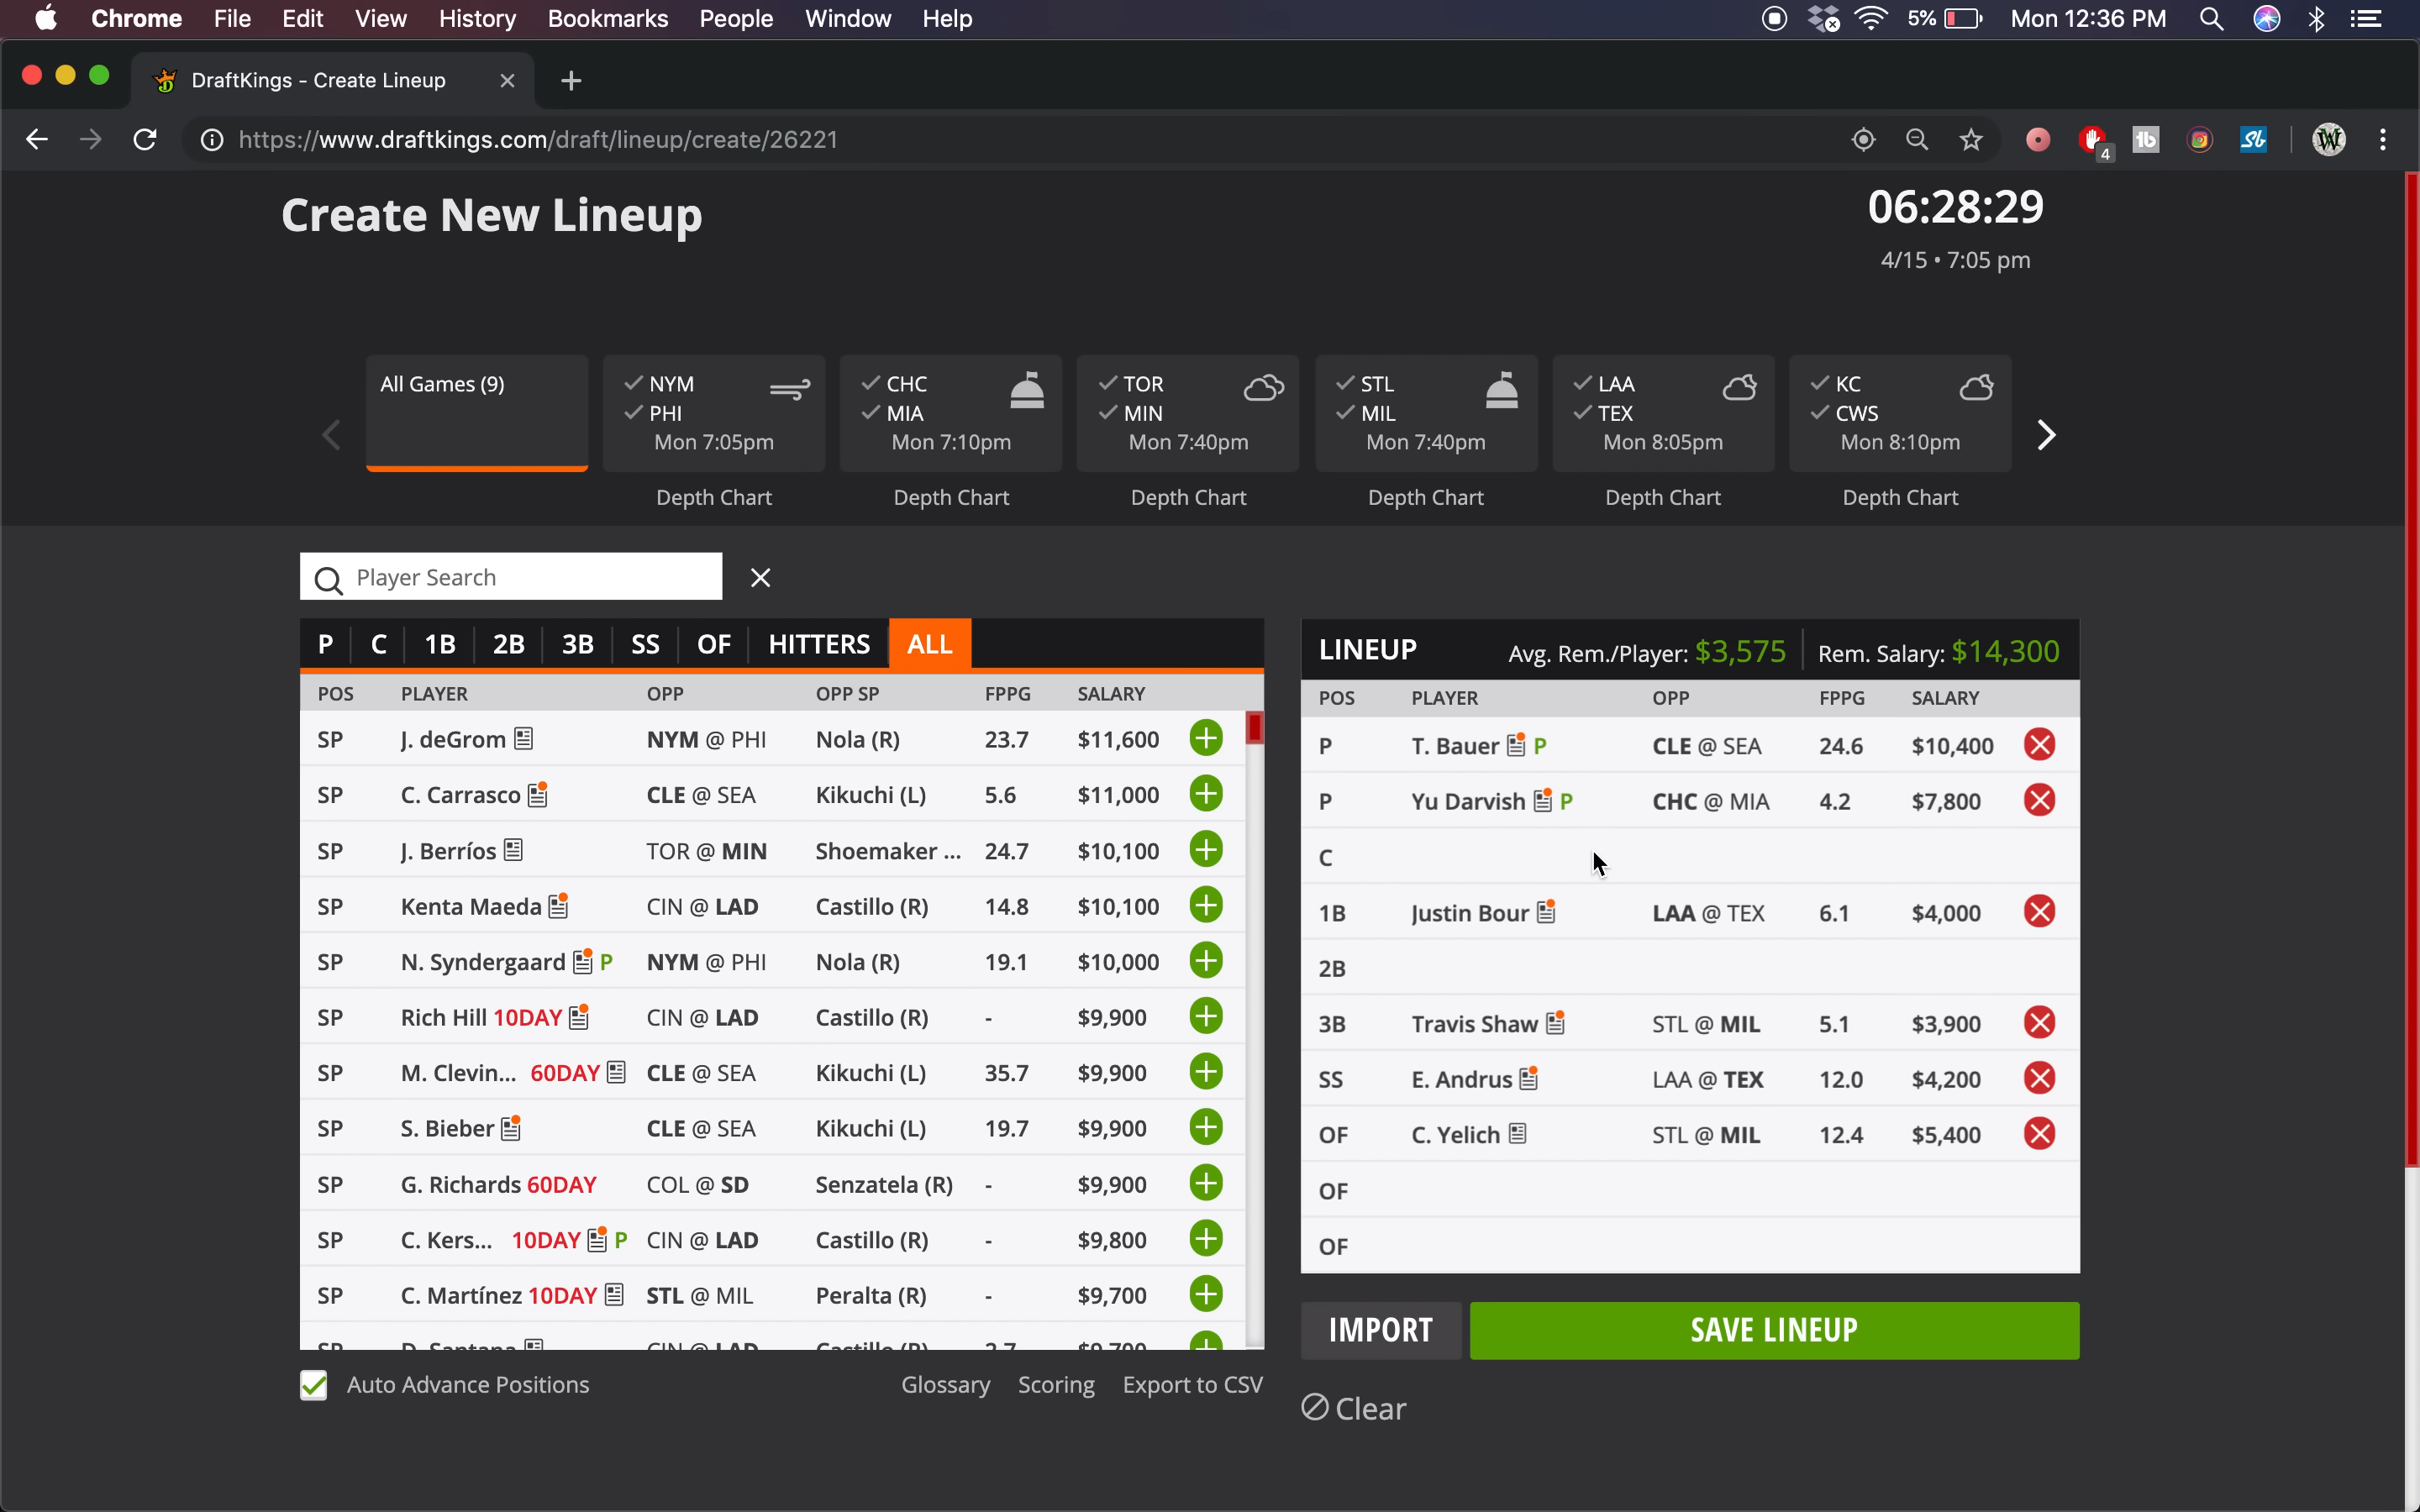 Chrome File Edit View History Bookmarks People Window Help 5% Mon 12:36 PM
DraftKings - Create Lineup
https://www.draftkings.com/draft/lineup/create/26221 4 tb Sb W
Create New Lineup 06:28:29
4/15 • 7:05 pm
All Games (9) NYM CHC TOR STL LAA KC
PHI MIA MIN MIL TEX CWS
Mon 7:05pm Mon 7:10pm Mon 7:40pm Mon 7:40pm Mon 8:05pm Mon 8:10pm
Depth Chart Depth Chart Depth Chart Depth Chart Depth Chart Depth Chart
Player Search
P C 1B 2B 3B SS OF HITTERS ALL
POS PLAYER OPP OPP SP FPPG SALARY
SP J. deGrom NYM @ PHI Nola (R) 23.7 $11,600
SP C. Carrasco CLE @ SEA Kikuchi (L) 5.6 $11,000
SP J. Berríos TOR @ MIN Shoemaker ... 24.7 $10,100
SP Kenta Maeda CIN @ LAD Castillo (R) 14.8 $10,100
SP N. Syndergaard P NYM @ PHI Nola (R) 19.1 $10,000
SP Rich Hill 10DAY CIN @ LAD Castillo (R) - $9,900
SP M. Clevin... 60DAY CLE @ SEA Kikuchi (L) 35.7 $9,900
SP S. Bieber CLE @ SEA Kikuchi (L) 19.7 $9,900
SP G. Richards 60DAY COL @ SD Senzatela (R) - $9,900
SP C. Kers... 10DAY P CIN @ LAD Castillo (R) - $9,800
SP C. Martínez 10DAY STL @ MIL Peralta (R) - $9,700
SP D. Santana CIN @ LAD Castillo (R) $9,700
Auto Advance Positions Glossary Scoring Export to CSV
LINEUP Avg. Rem./Player: $3,575 Rem. Salary: $14,300
POS PLAYER OPP FPPG SALARY
P T. Bauer P CLE @ SEA 24.6 $10,400
P Yu Darvish P CHC @ MIA 4.2 $7,800
C
1B Justin Bour LAA @ TEX 6.1 $4,000
2B
3B Travis Shaw STL @ MIL 5.1 $3,900
SS E. Andrus LAA @ TEX 12.0 $4,200
OF C. Yelich STL @ MIL 12.4 $5,400
OF
OF
IMPORT SAVE LINEUP
Clear